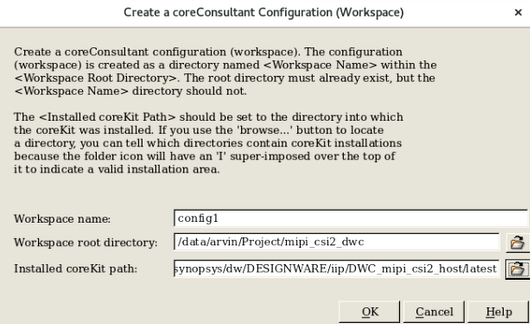 Create a coreConsultant Configuration (Workspace)
Create a coreConsultant configuration (workspace). The configuration
(workspace) is created as a directory named <Workspace Name> within the
<Workspace Root Directory>. The root directory must already exist, but the
<Workspace Name> directory should not.
The <Installed coreKit Path> should be set to the directory into which
the coreKit was installed. If you use the 'browse...' button to locate
a directory, you can tell which directories contain coreKit installations
because the folder icon will have an 'I' super-imposed over the top of
it to indicate a valid installation area.
Workspace name: config1
Workspace root directory: /data/arvin/Project/mipi_csi2_dwc
Installed coreKit path: synopsys/dw/DESIGNWARE/iip/DWC_mipi_csi2_host/latest
OK Cancel Help